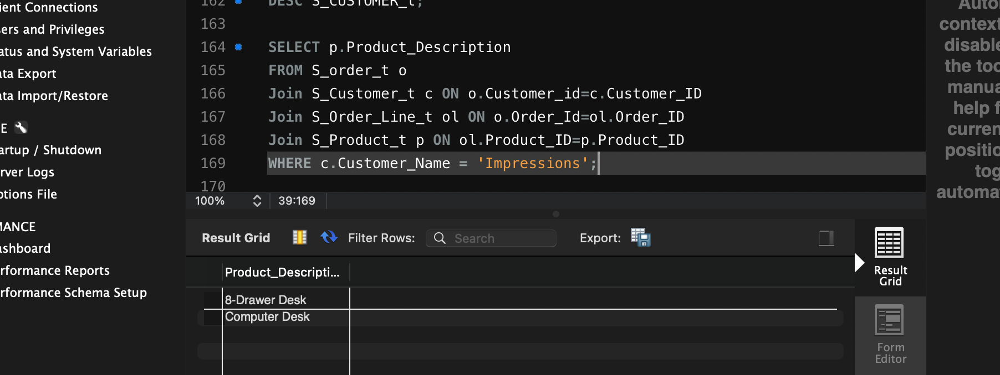 ient Connections
ers and Privileges
atus and System Variables
ata Export
ata Import/Restore
E
artup / Shutdown
rver Logs
ptions File
MANCE
ashboard
rformance Reports
rformance Schema Setup
162 DESC S_CUSTOMER_t;
163
164 SELECT p.Product_Description
165 FROM S_order_t o
166 Join S_Customer_t c ON o.Customer_id=c.Customer_ID
167 Join S_Order_Line_t ol ON o.Order_Id=ol.Order_ID
168 Join S_Product_t p ON ol.Product_ID=p.Product_ID
169 WHERE c.Customer_Name = 'Impressions';
170
100% 39:169
Result Grid Filter Rows: Search Export:
Product_Descripti...
8-Drawer Desk
Computer Desk
Result
Grid
Form
Editor
Autom
context
disable
the too
manua
help f
curren
positio
tog
automa